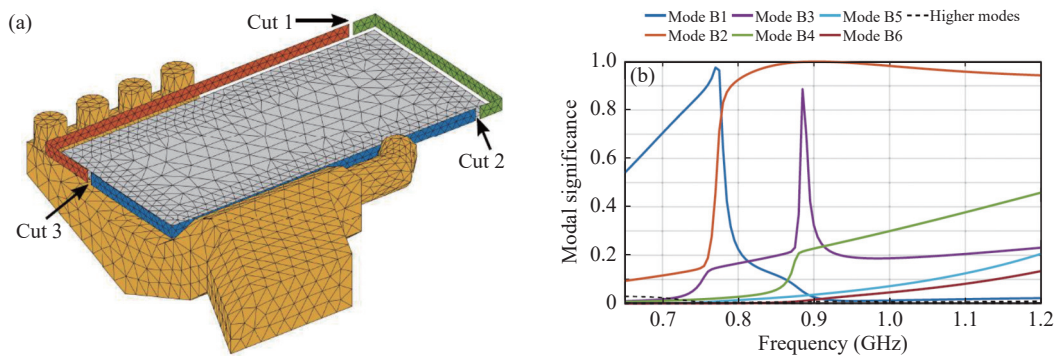 (a)
Cut 1
Cut 2
Cut 3
Mode B1 Mode B3 Mode B5 Higher modes
Mode B2 Mode B4 Mode B6
(b)
1.0
0.8
0.6
0.4
0.2
0
Modal significance
0.7 0.8 0.9 1.0 1.1 1.2
Frequency (GHz)